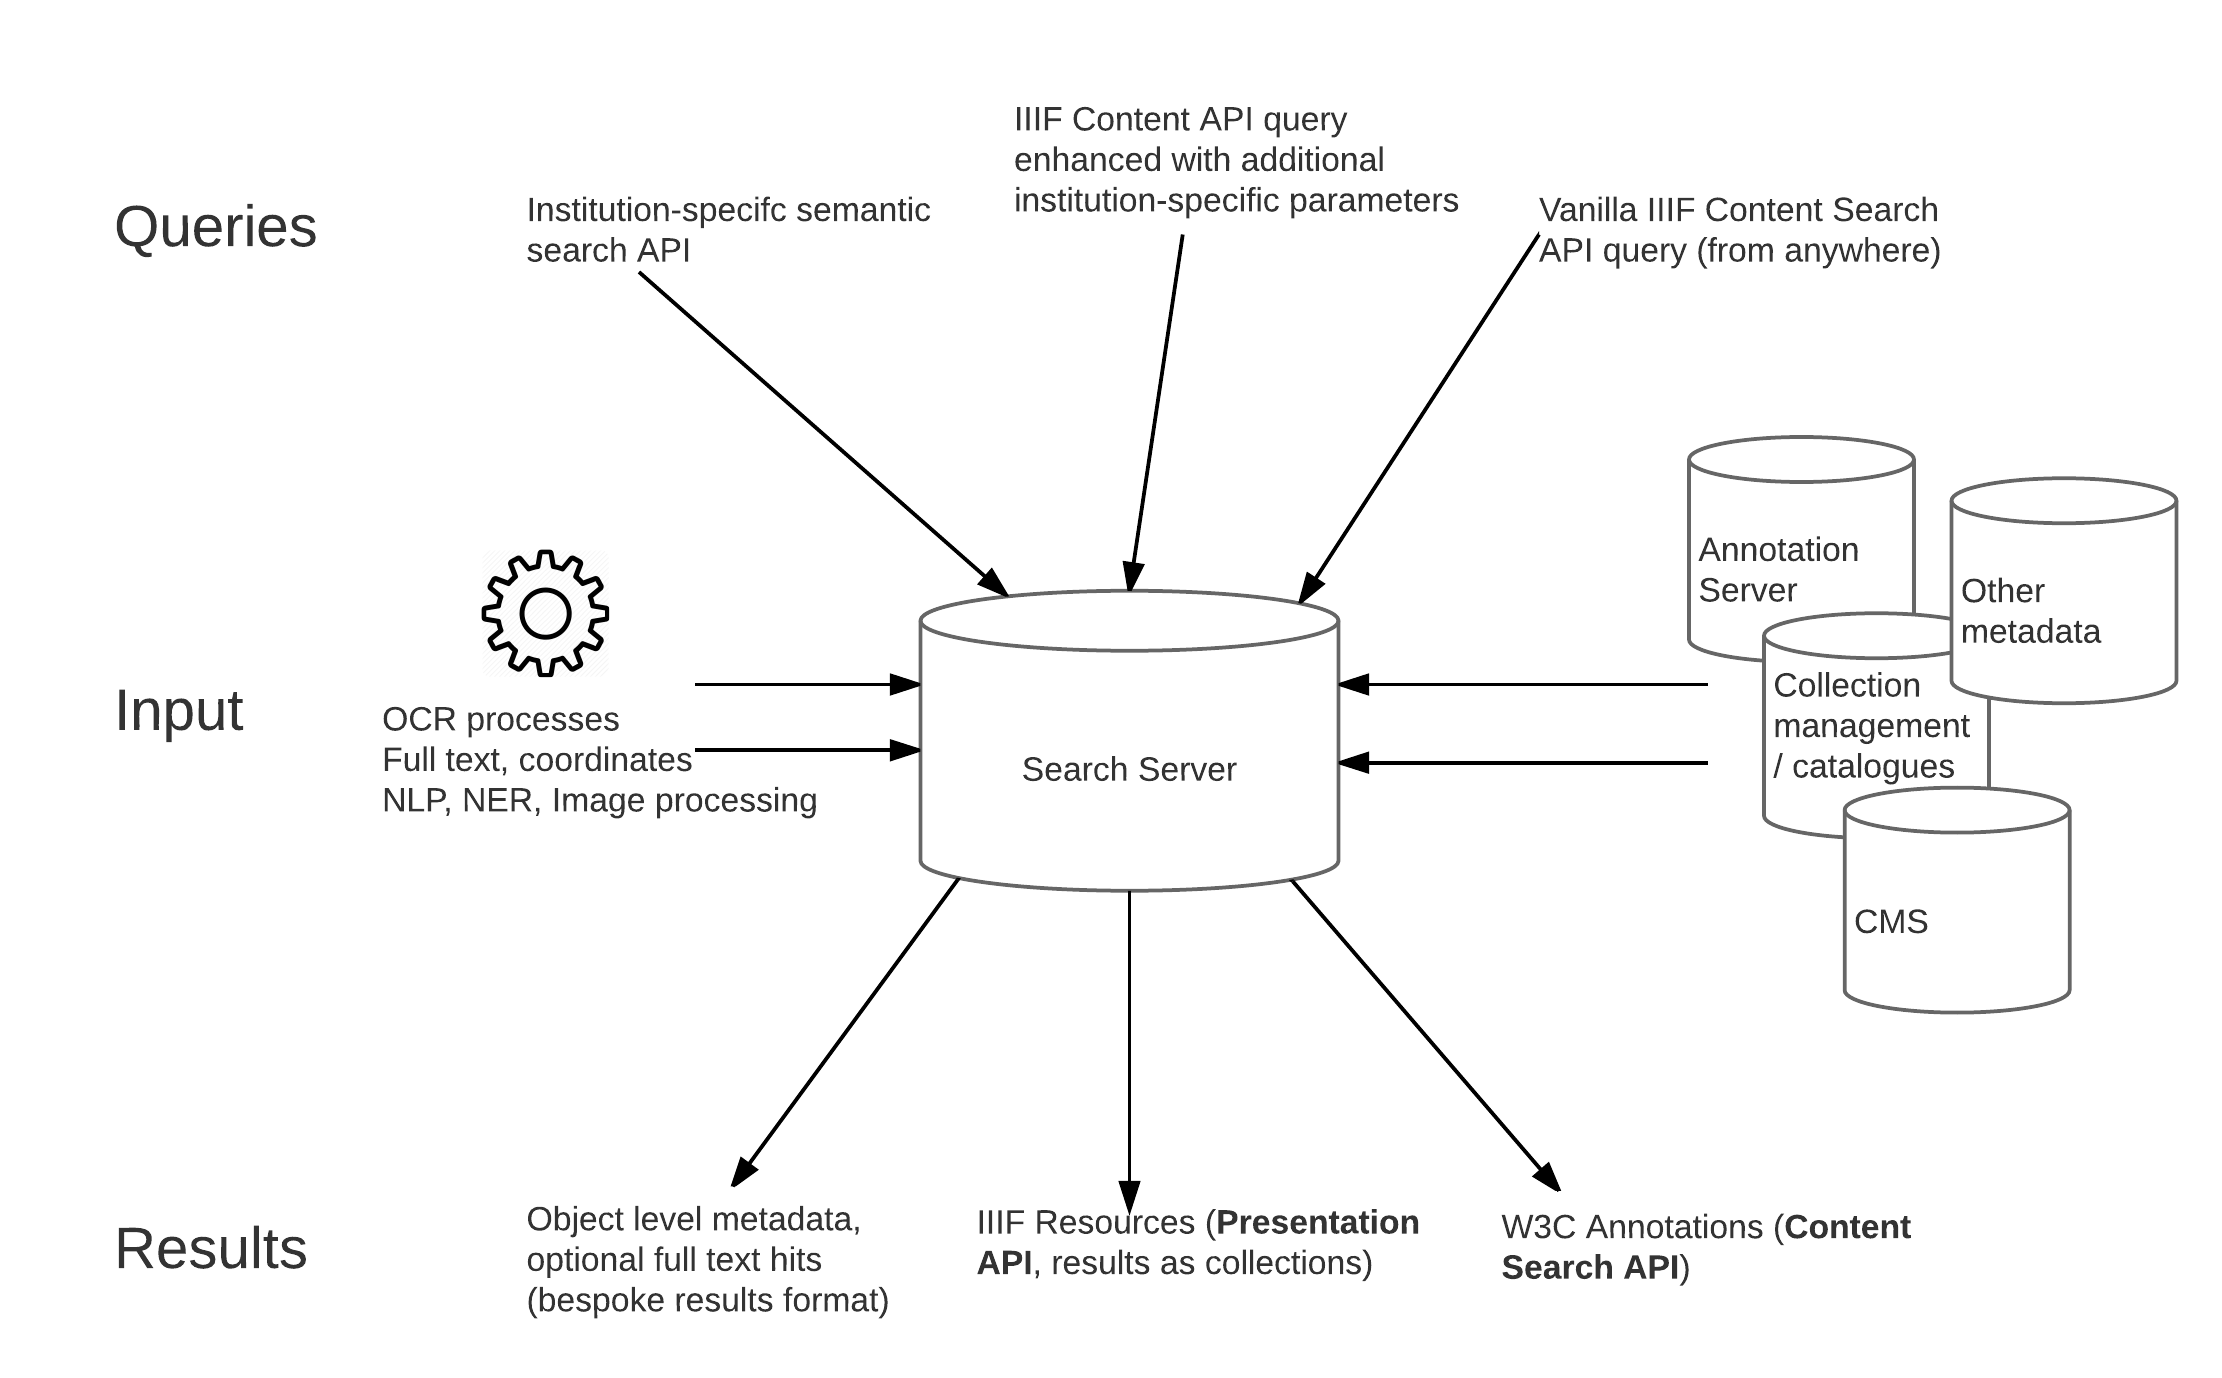 IIIF Content API query
enhanced with additional
institution-specific parameters
Queries
Institution-specifc semantic
search API
Vanilla IIIF Content Search
API query (from anywhere)
Input
OCR processes
Full text, coordinates
NLP, NER, Image processing
Search Server
Annotation
Server
Other
metadata
Collection
management
/ catalogues
CMS
Results
Object level metadata,
optional full text hits
(bespoke results format)
IIIF Resources (Presentation
API, results as collections)
W3C Annotations (Content
Search API)